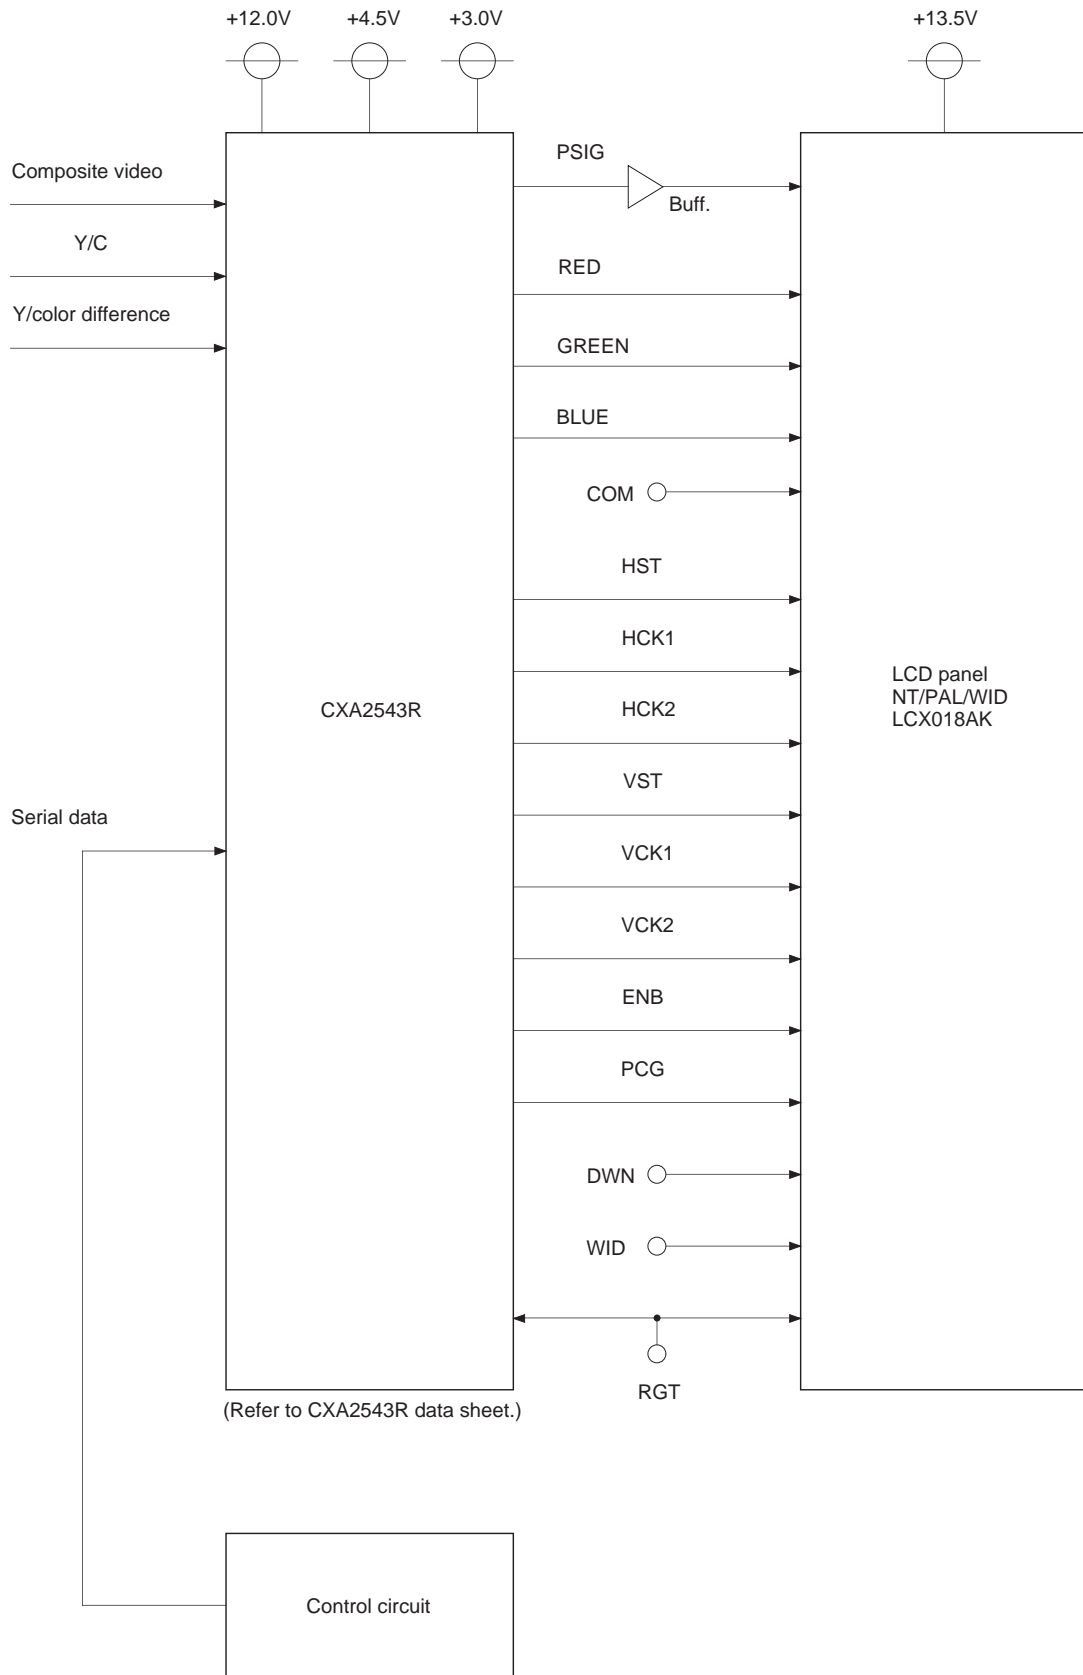 +12.0V
+4.5V
+3.0V
+13.5V
PSIG
Composite video
Buff.
Y/C
RED
Y/color difference
GREEN
BLUE
COM
HST
HCK1
LCD panel
NT/PAL/WID
LCX018AK
CXA2543R
HCK2
VST
Serial data
VCK1
VCK2
ENB
PCG
DWN
WID
RGT
(Refer to CXA2543R data sheet.)
Control circuit